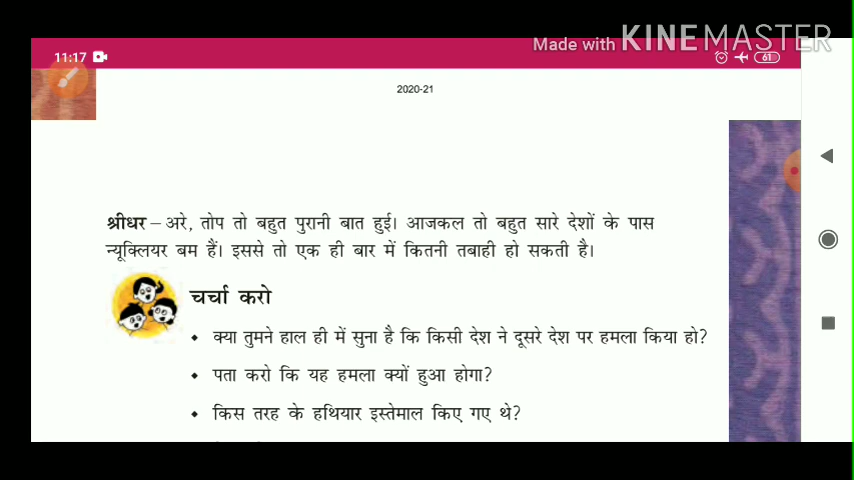 Made with KINEMASTER
11:17 61
2020-21
श्रीधर – अरे, तोप तो बहुत पुरानी बात हुई। आजकल तो बहुत सारे देशों के पास
न्यूक्लियर बम हैं। इससे तो एक ही बार में कितनी तबाही हो सकती है।
चर्चा करो
• क्या तुमने हाल ही में सुना है कि किसी देश ने दूसरे देश पर हमला किया हो?
• पता करो कि यह हमला क्यों हुआ होगा?
• किस तरह के हथियार इस्तेमाल किए गए थे?